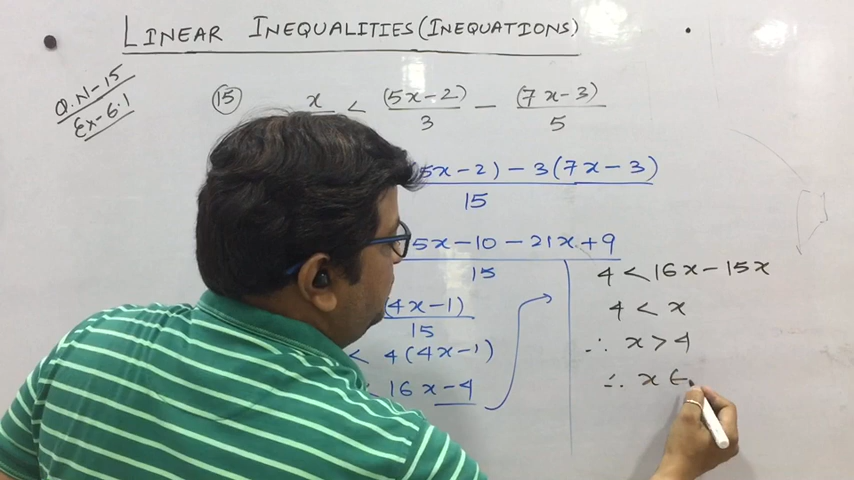 LINEAR INEQUALITIES (INEQUATIONS)
Q.N-15
Ex-6.1
15 x < (5x-2)/3 - (7x-3)/5
5x-2) - 3(7x-3)
15
5x-10-21x+9
15
(4x-1)
15
< 4(4x-1)
16x-4
4 < 16x-15x
4 < x
∴ x > 4
∴ x ∈